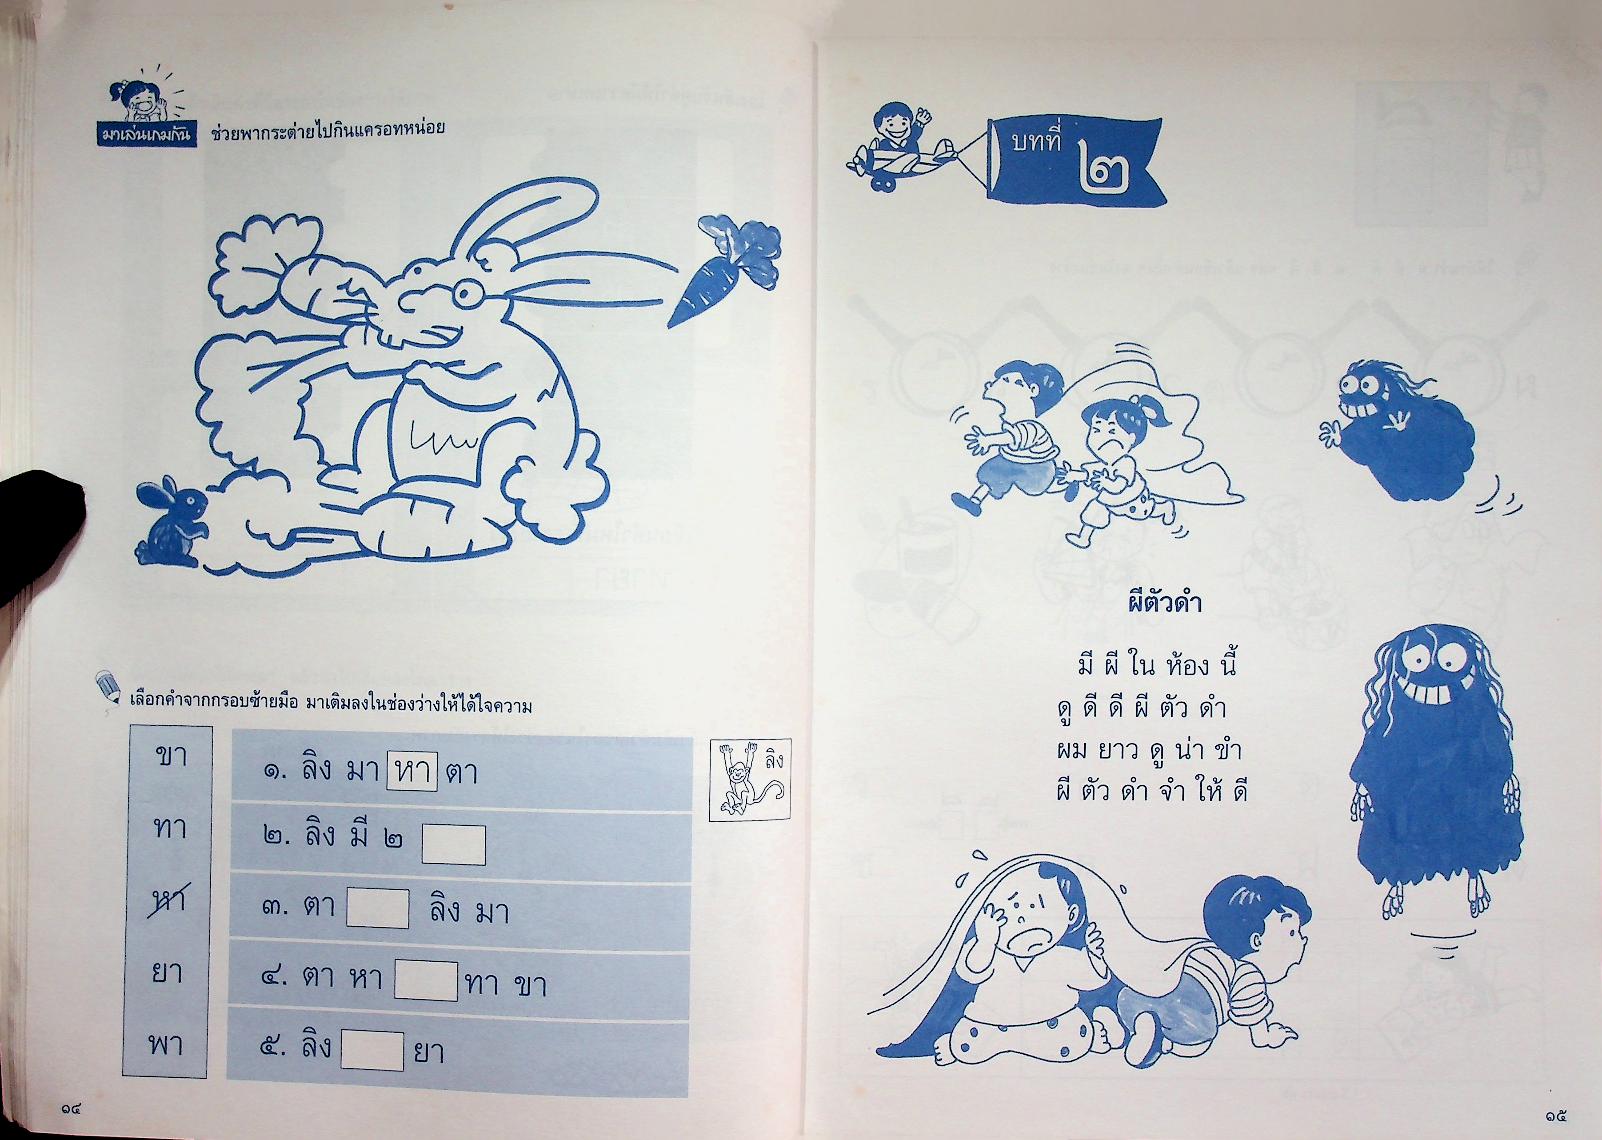 มาเล่นเกมกัน ช่วยพากระต่ายไปกินแครอทหน่อย
เลือกคำจากกรอบซ้ายมือ มาเติมลงในช่องว่างให้ได้ใจความ
ขา
ทา
หา
ยา
พา
๑. ลิง มา หา ตา
๒. ลิง มี ๒
๓. ตา ลิง มา
๔. ตา หา ทา ขา
๕. ลิง ยา
ลิง
๑๔
บทที่ ๒
ผีตัวดำ
มี ผี ใน ห้อง นี้
ดู ดี ดี ผี ตัว ดำ
ผม ยาว ดู น่า ขำ
ผี ตัว ดำ จำ ให้ ดี
๑๕